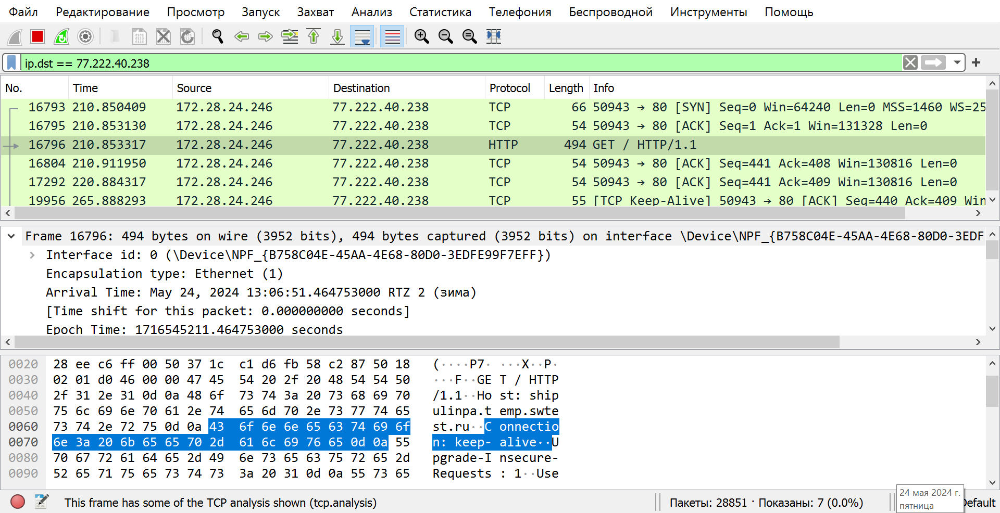 Файл Редактирование Просмотр Запуск Захват Анализ Статистика Телефония Беспроводной Инструменты Помощь
ip.dst == 77.222.40.238
No. Time Source Destination Protocol Length Info
16793 210.850409 172.28.24.246 77.222.40.238 TCP 66 50943 → 80 [SYN] Seq=0 Win=64240 Len=0 MSS=1460 WS=25
16795 210.853130 172.28.24.246 77.222.40.238 TCP 54 50943 → 80 [ACK] Seq=1 Ack=1 Win=131328 Len=0
16796 210.853317 172.28.24.246 77.222.40.238 HTTP 494 GET / HTTP/1.1
16804 210.911950 172.28.24.246 77.222.40.238 TCP 54 50943 → 80 [ACK] Seq=441 Ack=408 Win=130816 Len=0
17292 220.884317 172.28.24.246 77.222.40.238 TCP 54 50943 → 80 [ACK] Seq=441 Ack=409 Win=130816 Len=0
19956 265.888293 172.28.24.246 77.222.40.238 TCP 55 [TCP Keep-Alive] 50943 → 80 [ACK] Seq=440 Ack=409 Win
Frame 16796: 494 bytes on wire (3952 bits), 494 bytes captured (3952 bits) on interface \Device\NPF_{B758C04E-45AA-4E68-80D0-3EDF
Interface id: 0 (\Device\NPF_{B758C04E-45AA-4E68-80D0-3EDFE99F7EFF})
Encapsulation type: Ethernet (1)
Arrival Time: May 24, 2024 13:06:51.464753000 RTZ 2 (зима)
[Time shift for this packet: 0.000000000 seconds]
Epoch Time: 1716545211.464753000 seconds
0020 28 ee c6 ff 00 50 37 1c c1 d6 fb 58 c2 87 50 18 (····P7· ···X··P·
0030 02 01 d0 46 00 00 47 45 54 20 2f 20 48 54 54 50 ···F··GE T / HTTP
0040 2f 31 2e 31 0d 0a 48 6f 73 74 3a 20 73 68 69 70 /1.1··Ho st: ship
0050 75 6c 69 6e 70 61 2e 74 65 6d 70 2e 73 77 74 65 ulinpa.t emp.swte
0060 73 74 2e 72 75 0d 0a 43 6f 6e 6e 65 63 74 69 6f st.ru··C onnectio
0070 6e 3a 20 6b 65 65 70 2d 61 6c 69 76 65 0d 0a 55 n: keep- alive··U
0080 70 67 72 61 64 65 2d 49 6e 73 65 63 75 72 65 2d pgrade-I nsecure-
0090 52 65 71 75 65 73 74 73 3a 20 31 0d 0a 55 73 65 Requests : 1··Use
This frame has some of the TCP analysis shown (tcp.analysis) Пакеты: 28851 · Показаны: 7 (0.0%) Default
24 мая 2024 г.
пятница